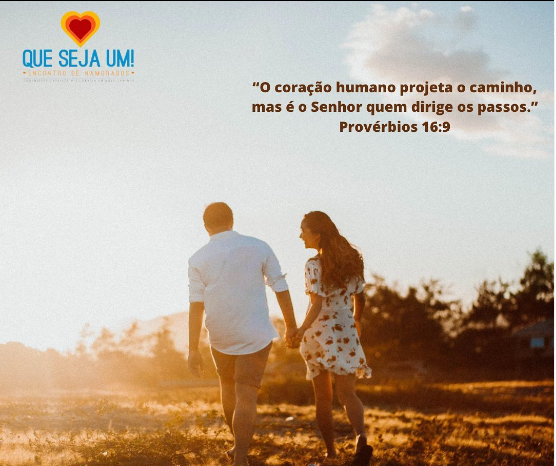 QUE SEJA UM!
ENCONTRO DE NAMORADOS
“O coração humano projeta o caminho,
mas é o Senhor quem dirige os passos.”
Provérbios 16:9